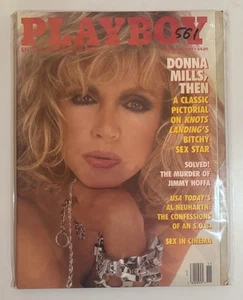 PLAYBOY
561
DONNA
MILLS,
THEN
A CLASSIC
PICTORIAL
ON KNOTS
LANDING'S
BITCHY
SEX STAR
SOLVED!
THE MURDER OF
JIMMY HOFFA
USA TODAY'S
AL NEUHARTH:
THE CONFESSIONS
OF AN S.O.B.
SEX IN CINEMA